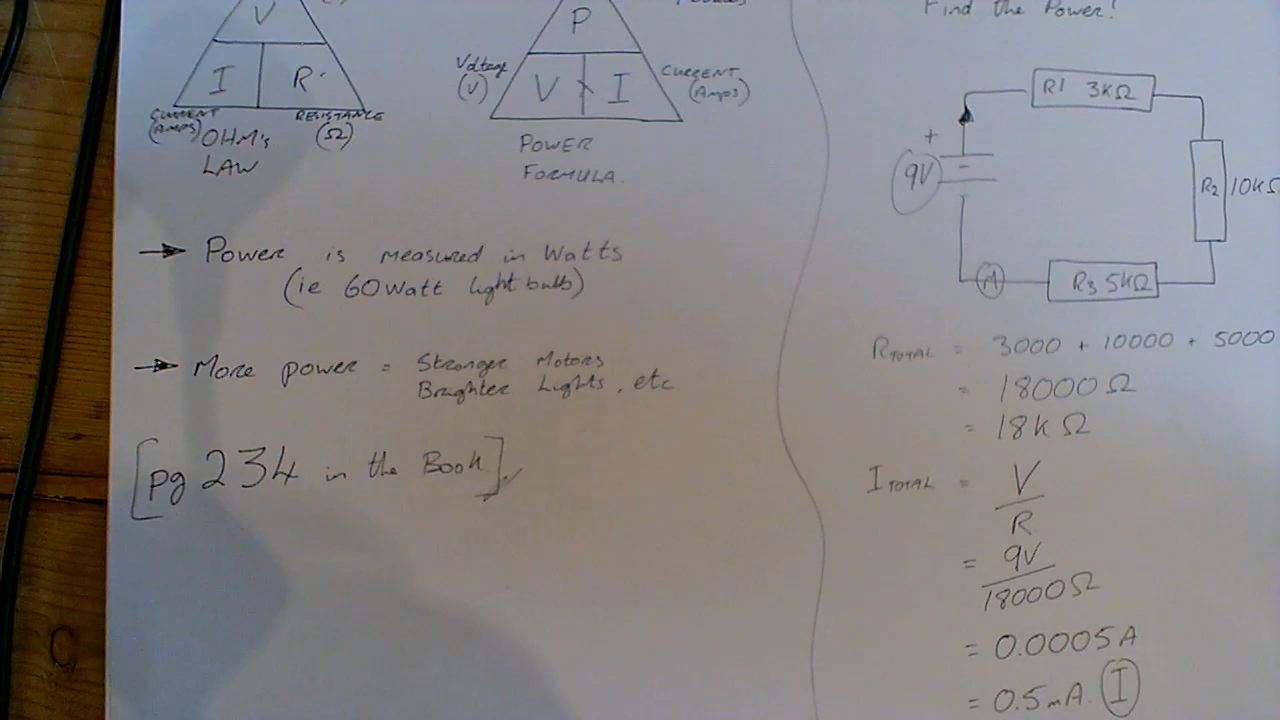 V
I R
CURRENT
(Amps)
RESISTANCE
(Ω)
OHM's
LAW
P
V I
Voltage
(V)
CURRENT
(Amps)
POWER
FORMULA.
→ Power is measured in Watts
(ie 60Watt light bulb)
→ More power = Stronger Motors
Brighter Lights, etc
[pg 234 in the Book].
Find the Power!
R1 3KΩ
R2 10KΩ
R3 5KΩ
+
9V
-
A
RTOTAL = 3000 + 10000 + 5000
= 18000Ω
= 18KΩ
ITOTAL = V
R
= 9V
18000Ω
= 0.0005A
= 0.5mA. I